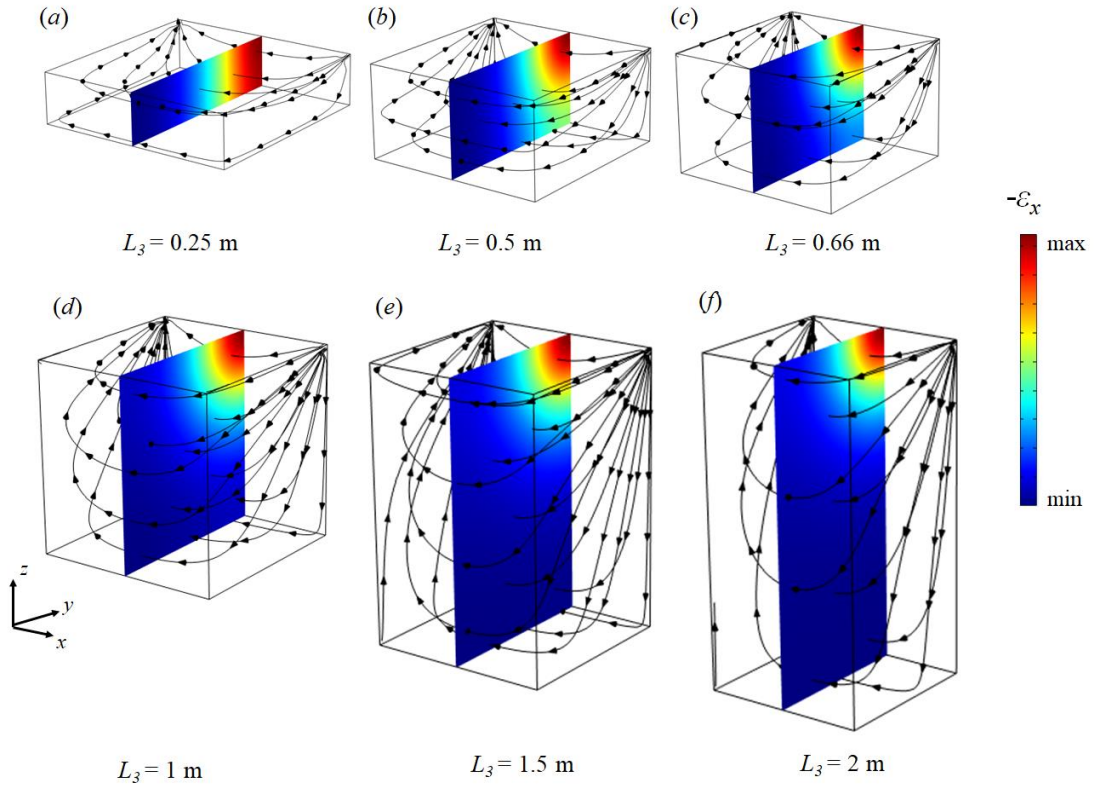 (a)
(b)
(c)
L3 = 0.25 m
L3 = 0.5 m
L3 = 0.66 m
-εx
max
min
(d)
(e)
(f)
z
y
x
L3 = 1 m
L3 = 1.5 m
L3 = 2 m